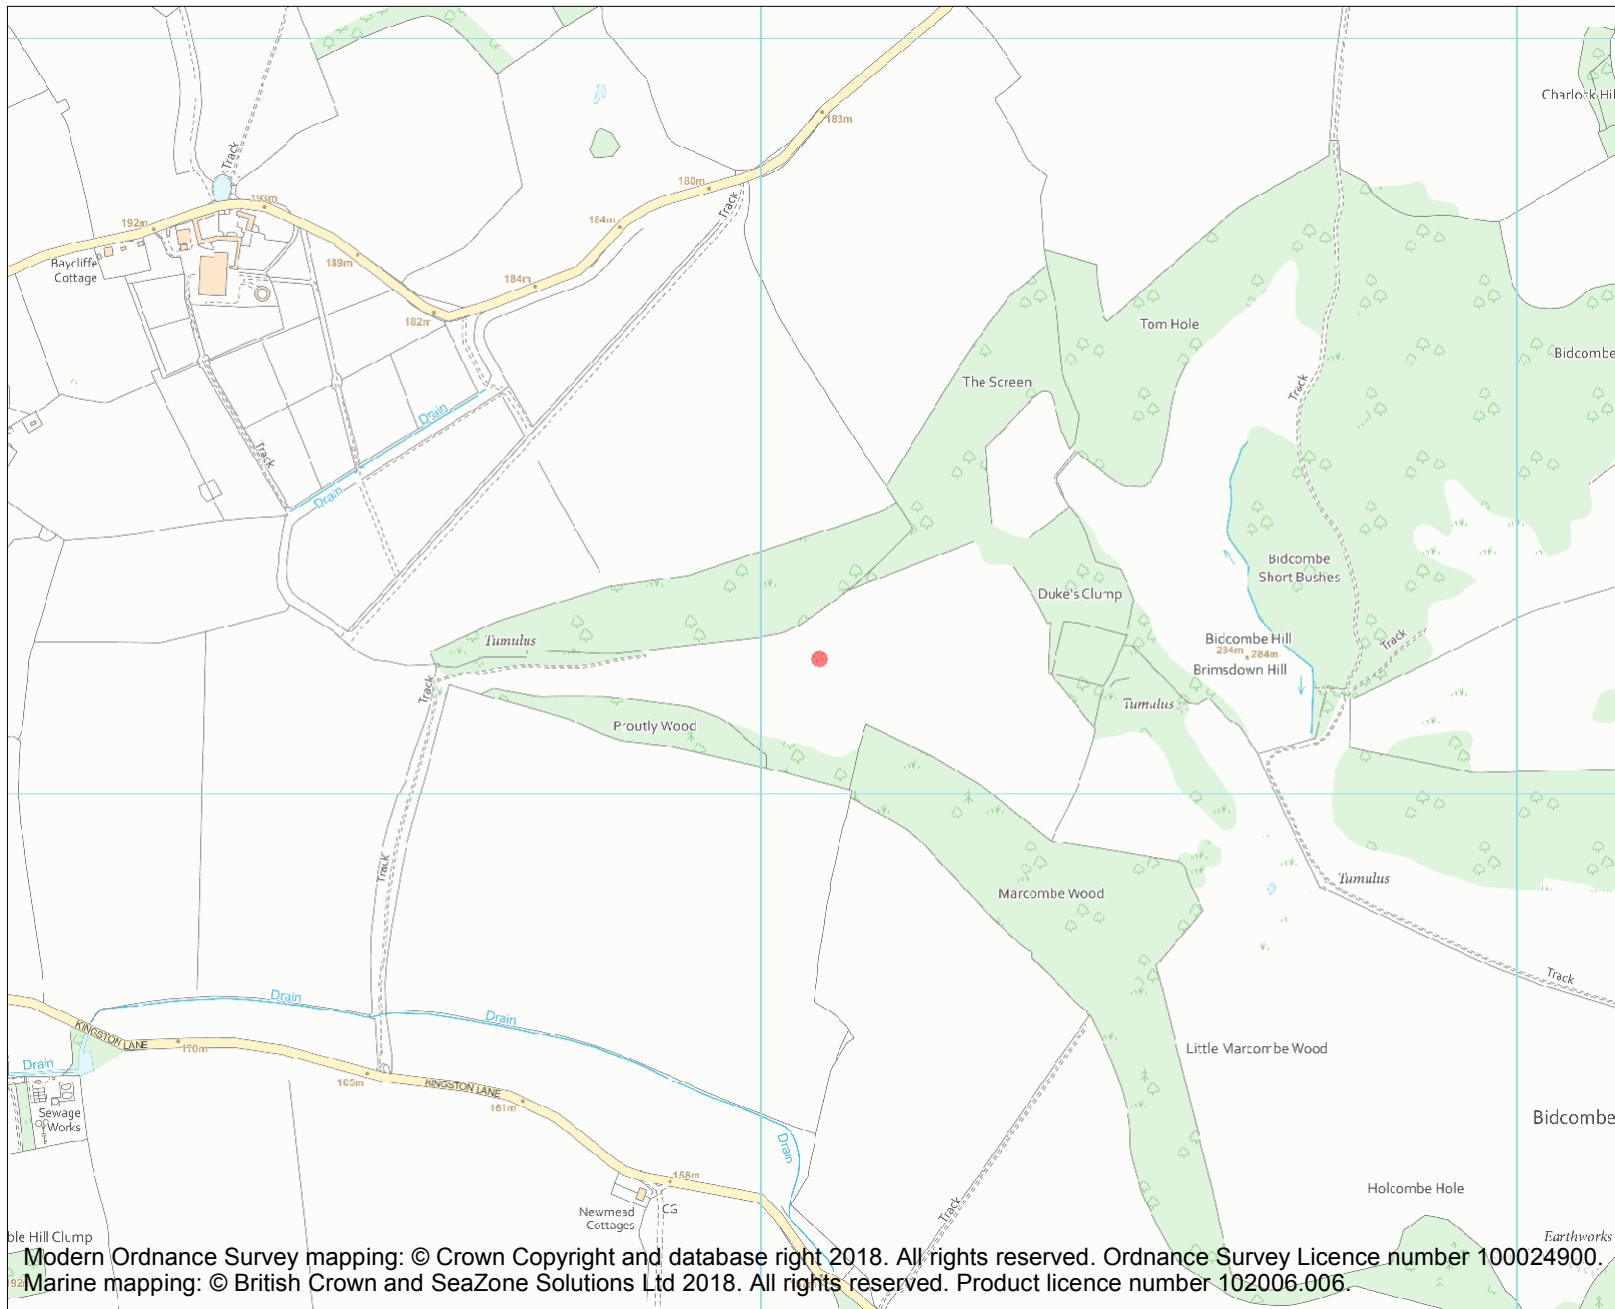 Charlock Hil
183m
Track
180m
193m
192m
184m
Track
Baycliffe
Cottage
189m
184m
182m
Tom Hole
Bidcombe
The Screen
Track
Drain
Track
Drain
Bidcombe
Short Bushes
Duke's Clump
Tumulus
Bidcombe Hill
234m 284m
Brimsdown Hill
Track
Track
Tumulus
Proutly Wood
Track
Tumulus
Marcombe Wood
Track
Drain
Drain
KINGSTON LANE
170m
Drain
Little Marcombe Wood
165m
KINGSTON LANE
161m
Sewage
Works
Bidcombe
Drain
158m
Holcombe Hole
Newmead
Cottages
CG
Track
ble Hill Clump
Earthworks
Modern Ordnance Survey mapping: © Crown Copyright and database right 2018. All rights reserved. Ordnance Survey Licence number 100024900.
Marine mapping: © British Crown and SeaZone Solutions Ltd 2018. All rights reserved. Product licence number 102006.006.